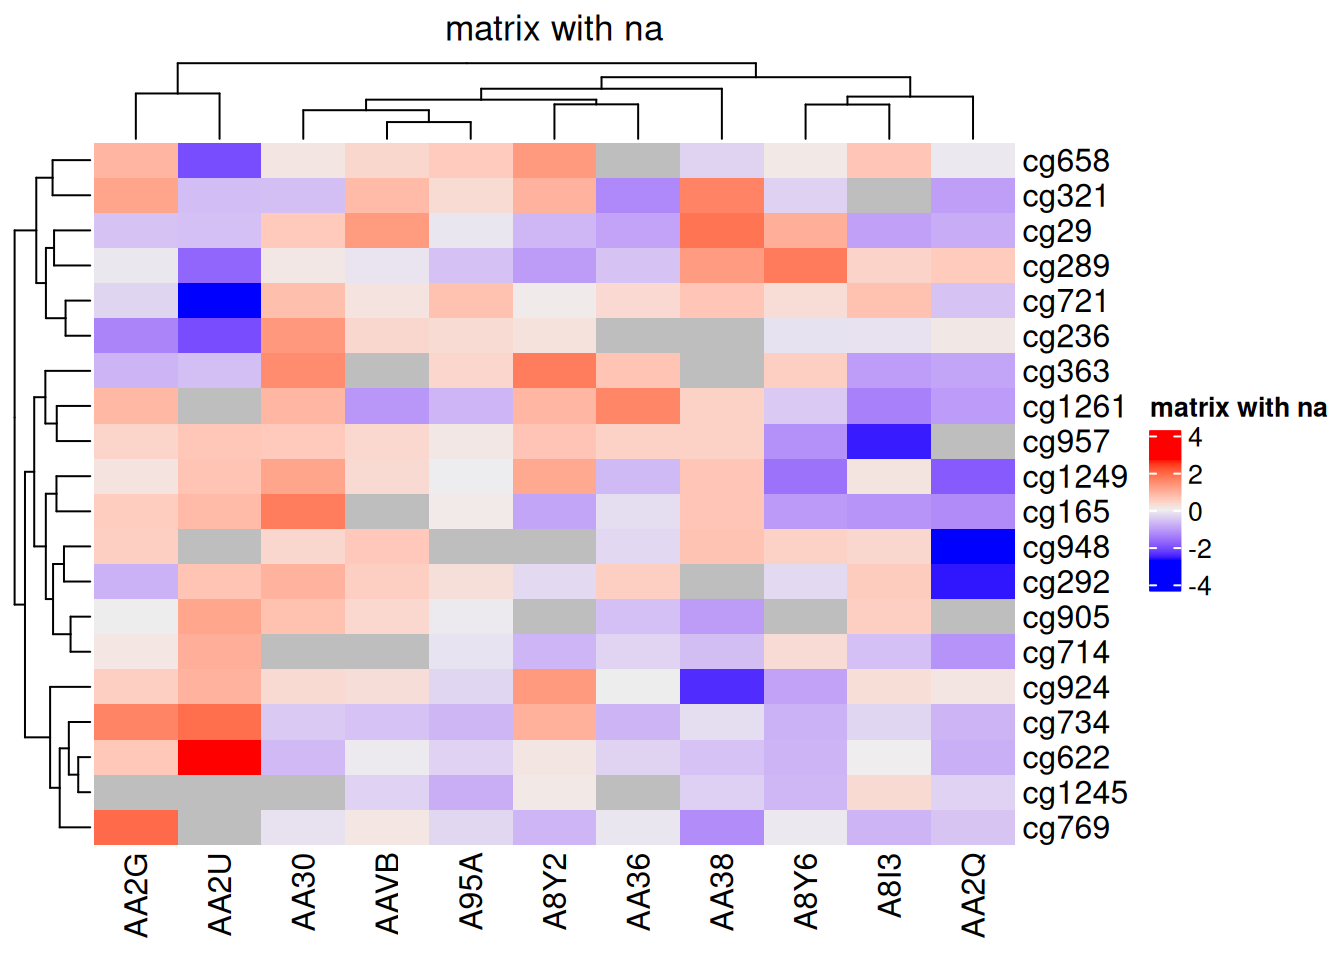 matrix with na
cg658
cg321
cg29
cg289
cg721
cg236
cg363
cg1261
cg957
cg1249
cg165
cg948
cg292
cg905
cg714
cg924
cg734
cg622
cg1245
cg769
AA2G
AA2U
AA30
AAVB
A95A
A8Y2
AA36
AA38
A8Y6
A8I3
AA2Q
matrix with na
4
2
0
-2
-4